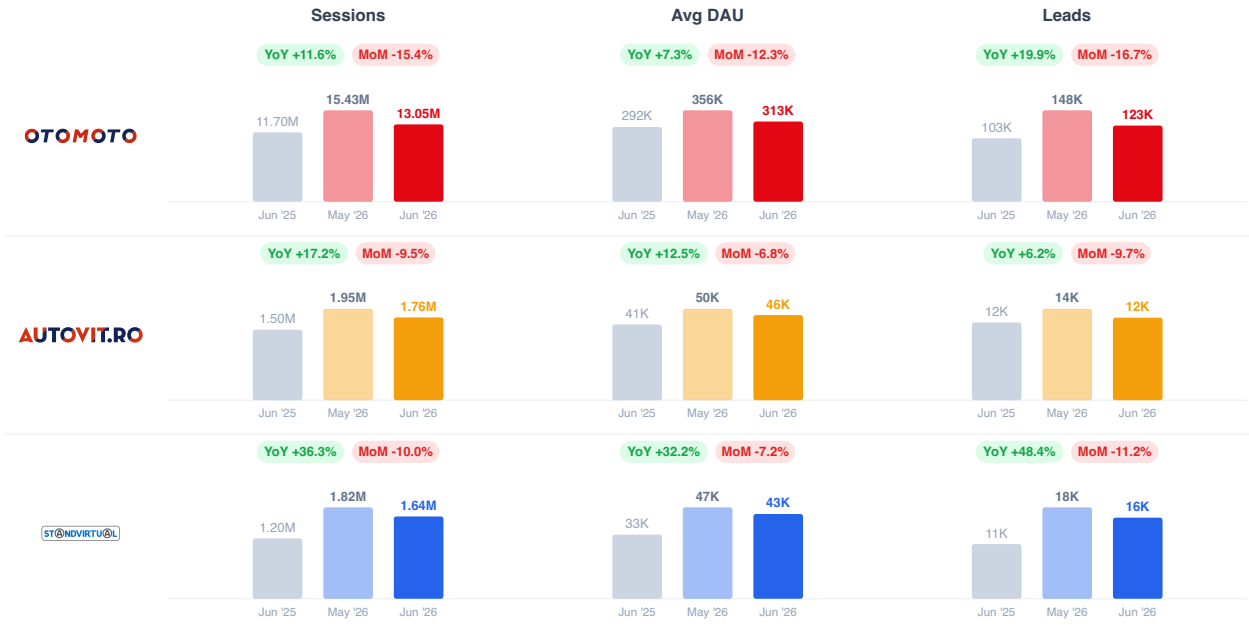 Sessions Avg DAU Leads
YoY +11.6% MoM -15.4% YoY +7.3% MoM -12.3% YoY +19.9% MoM -16.7%
15.43M 356K 148K
11.70M 13.05M 292K 313K 103K 123K
OTOMOTO
Jun '25 May '26 Jun '26 Jun '25 May '26 Jun '26 Jun '25 May '26 Jun '26
YoY +17.2% MoM -9.5% YoY +12.5% MoM -6.8% YoY +6.2% MoM -9.7%
1.95M 50K 14K
1.50M 1.76M 41K 46K 12K 12K
AUTOVIT.RO
Jun '25 May '26 Jun '26 Jun '25 May '26 Jun '26 Jun '25 May '26 Jun '26
YoY +36.3% MoM -10.0% YoY +32.2% MoM -7.2% YoY +48.4% MoM -11.2%
1.82M 47K 18K
1.20M 1.64M 33K 43K 11K 16K
STANDVIRTUAL
Jun '25 May '26 Jun '26 Jun '25 May '26 Jun '26 Jun '25 May '26 Jun '26